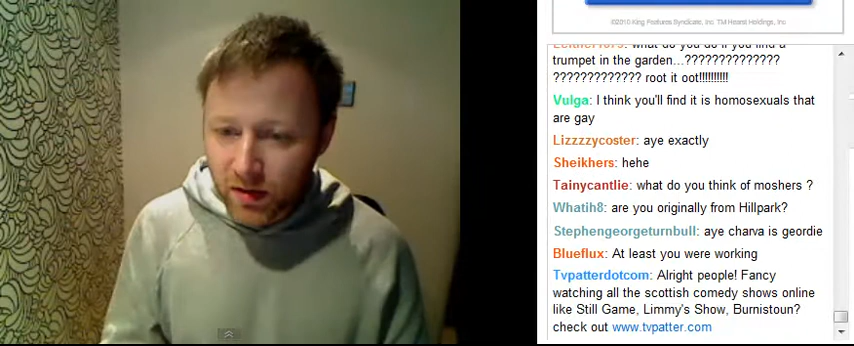 ©2010 King Features Syndicate, Inc. TM Hearst Holdings, Inc
what do you do if you find a
trumpet in the garden...??????????????
????????????? root it oot!!!!!!!!!!
Vulga: I think you'll find it is homosexuals that
are gay
Lizzzzycoster: aye exactly
Sheikhers: hehe
Tainycantlie: what do you think of moshers ?
Whatih8: are you originally from Hillpark?
Stephengeorgeturnbull: aye charva is geordie
Blueflux: At least you were working
Tvpatterdotcom: Alright people! Fancy
watching all the scottish comedy shows online
like Still Game, Limmy's Show, Burnistoun?
check out www.tvpatter.com